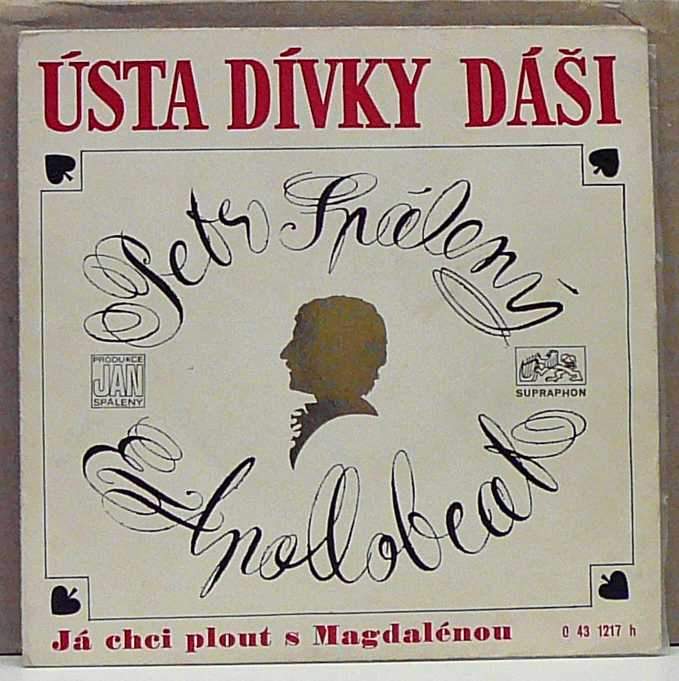 ÚSTA DÍVKY DÁŠI
Petr Spálený
PRODUKCE
JAN
SPÁLENÝ
SUPRAPHON
& Apollobeat
Já chci plout s Magdalénou
0 43 1217 h